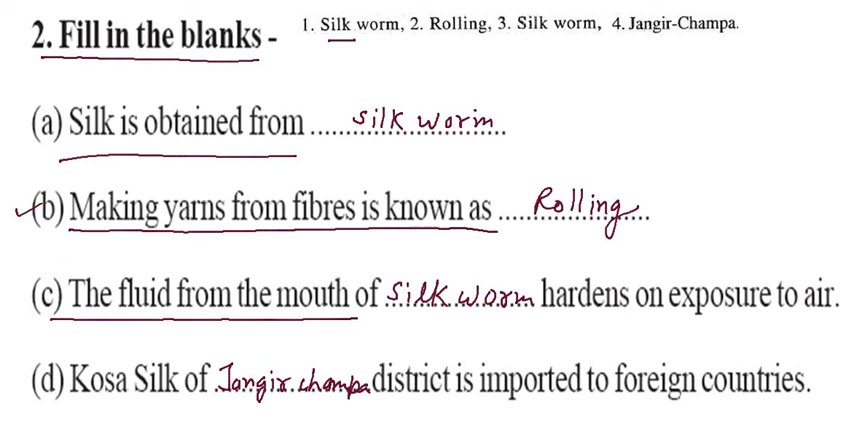 2. Fill in the blanks - 1. Silk worm, 2. Rolling, 3. Silk worm, 4. Jangir-Champa.
(a) Silk is obtained from ..... silk worm .....
(b) Making yarns from fibres is known as ..... Rolling .....
(c) The fluid from the mouth of silk worm hardens on exposure to air.
(d) Kosa Silk of Jangir champa district is imported to foreign countries.